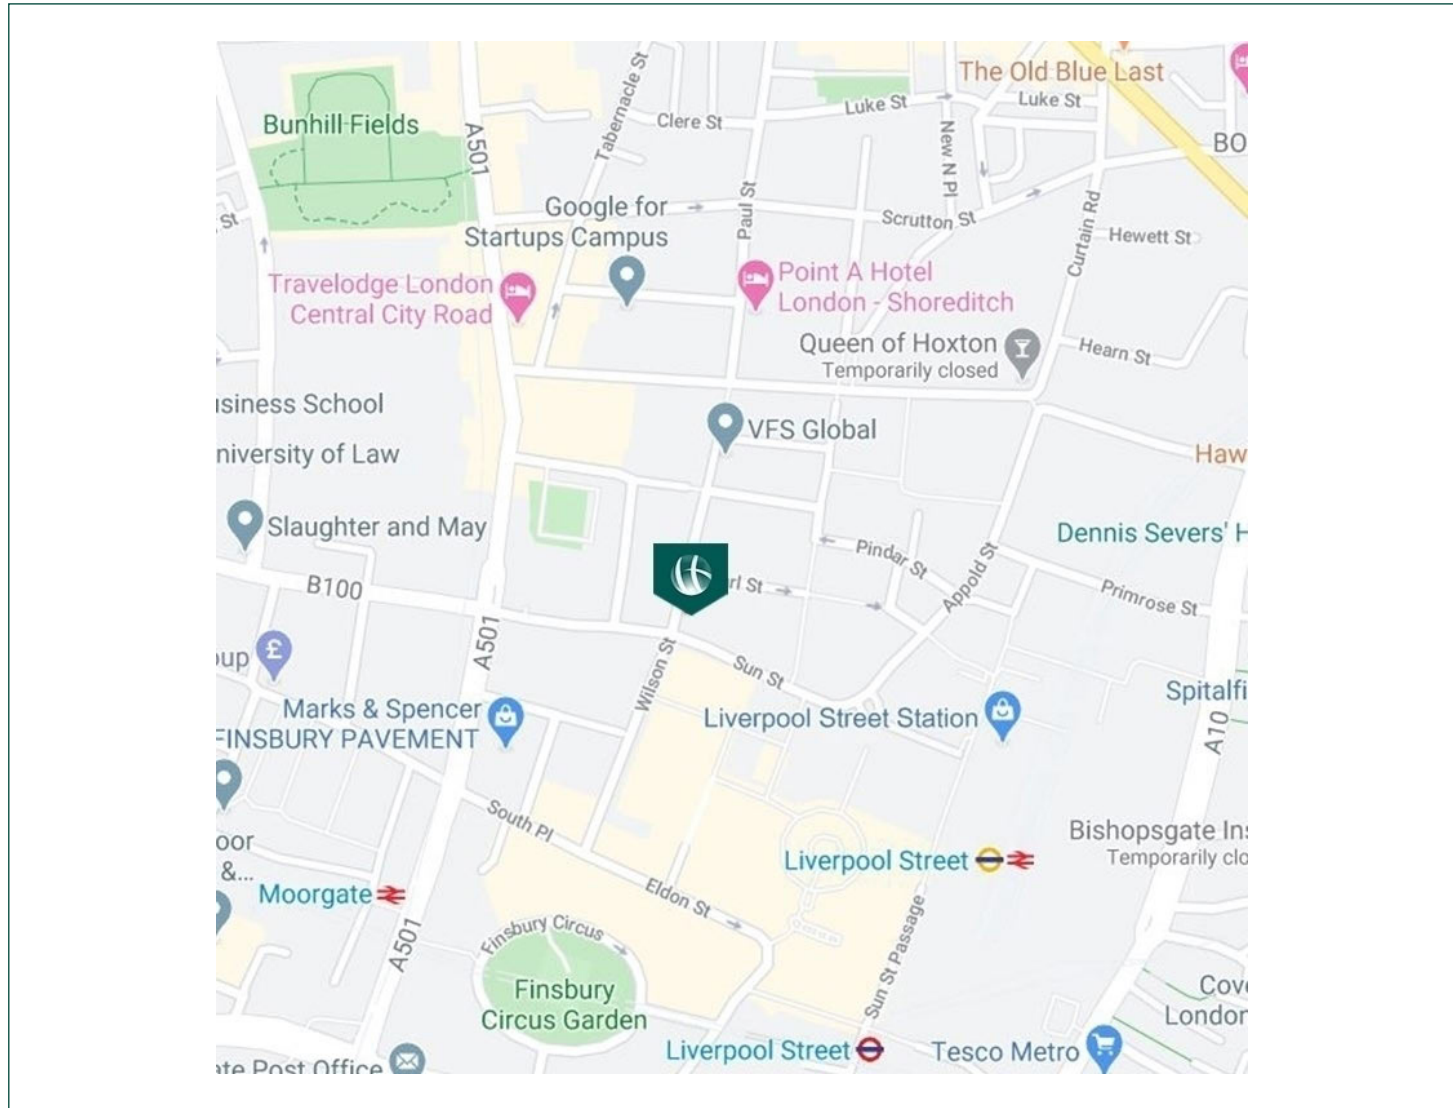 The Old Blue Last
Luke St
Luke St
Bunhill Fields
A501
Tabernacle St
Clere St
New N Pl
BO
St
Google for
Startups Campus
Paul St
Scrutton St
Curtain Rd
Hewett St
Travelodge London
Central City Road
Point A Hotel
London - Shoreditch
Queen of Hoxton
Temporarily closed
Hearn St
usiness School
VFS Global
niversity of Law
Haw
Slaughter and May
Dennis Severs' H
Pindar St
Appold St
rl St
B100
Primrose St
A501
oup
£
Wilson St
Sun St
Marks & Spencer
FINSBURY PAVEMENT
Liverpool Street Station
Spitalfi
A10
South Pl
Bishopsgate Ins
Temporarily clo
oor
&...
Liverpool Street
Moorgate
Eldon St
A501
Finsbury Circus
Sun St Passage
Finsbury
Circus Garden
Cove
London
Liverpool Street
Tesco Metro
ate Post Office